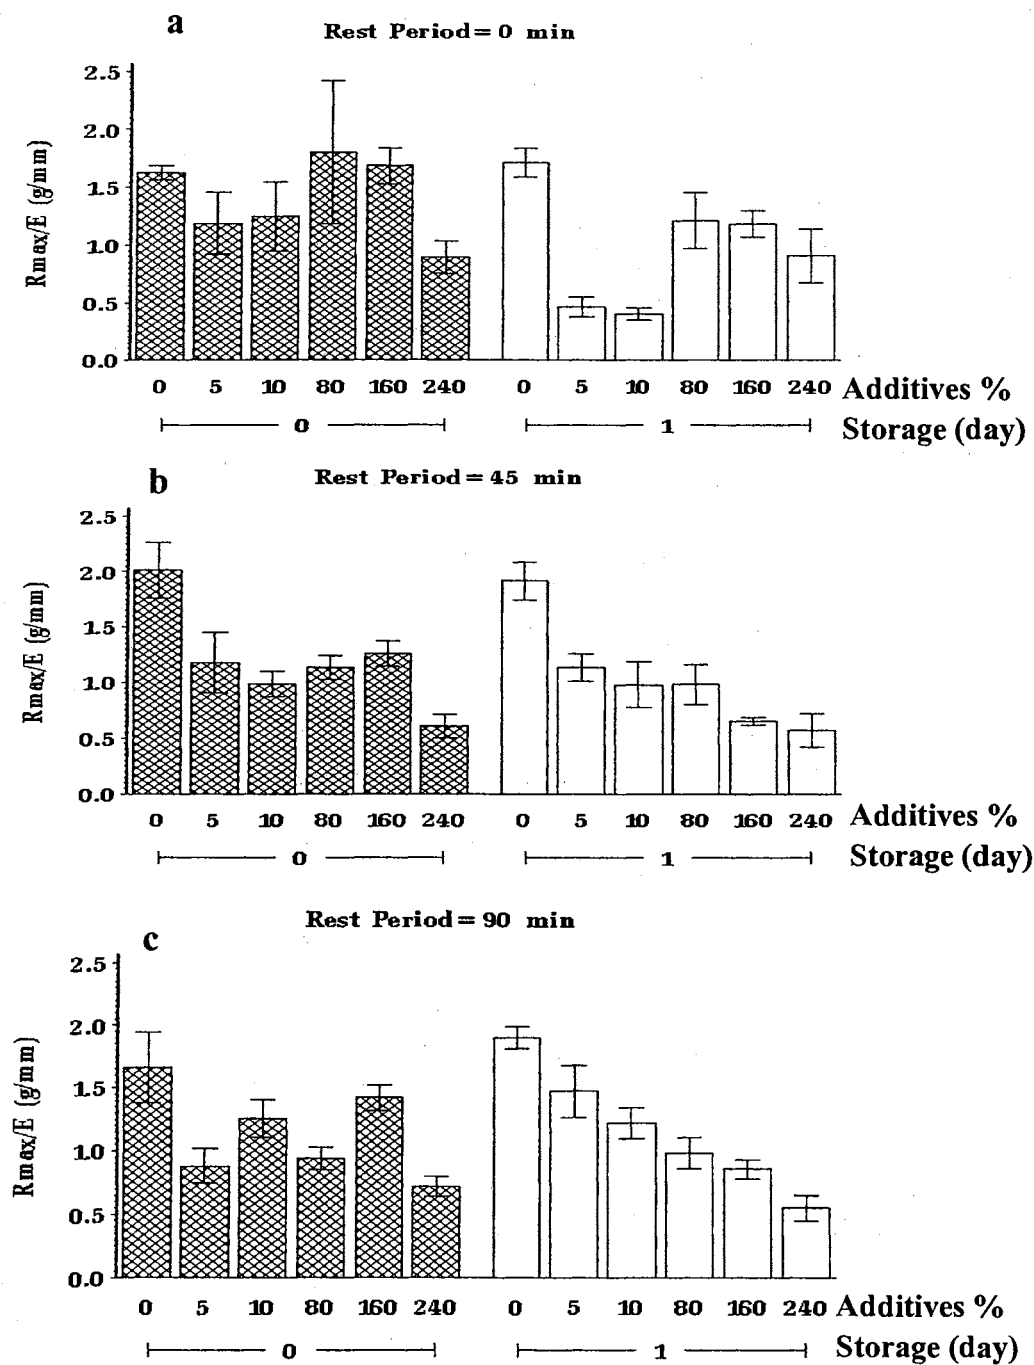 a
Rest Period=0 min
Rmax/E (g/mm)
2.5
2.0
1.5
1.0
0.5
0.0
0 5 10 80 160 240 0 5 10 80 160 240 Additives %
0 1 Storage (day)
b
Rest Period=45 min
Rmax/E (g/mm)
2.5
2.0
1.5
1.0
0.5
0.0
0 5 10 80 160 240 0 5 10 80 160 240 Additives %
0 1 Storage (day)
Rest Period=90 min
c
Rmax/E (g/mm)
2.5
2.0
1.5
1.0
0.5
0.0
0 5 10 80 160 240 0 5 10 80 160 240 Additives %
0 1 Storage (day)